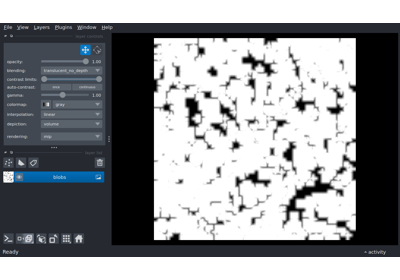 File View Layers Plugins Window Help
opacity: 1.00
blending: translucent_no_depth
contrast limits:
auto-contrast: once continuous
gamma: 1.00
colormap: gray
interpolation: linear
depiction: volume
rendering: mip
blobs
Ready activity